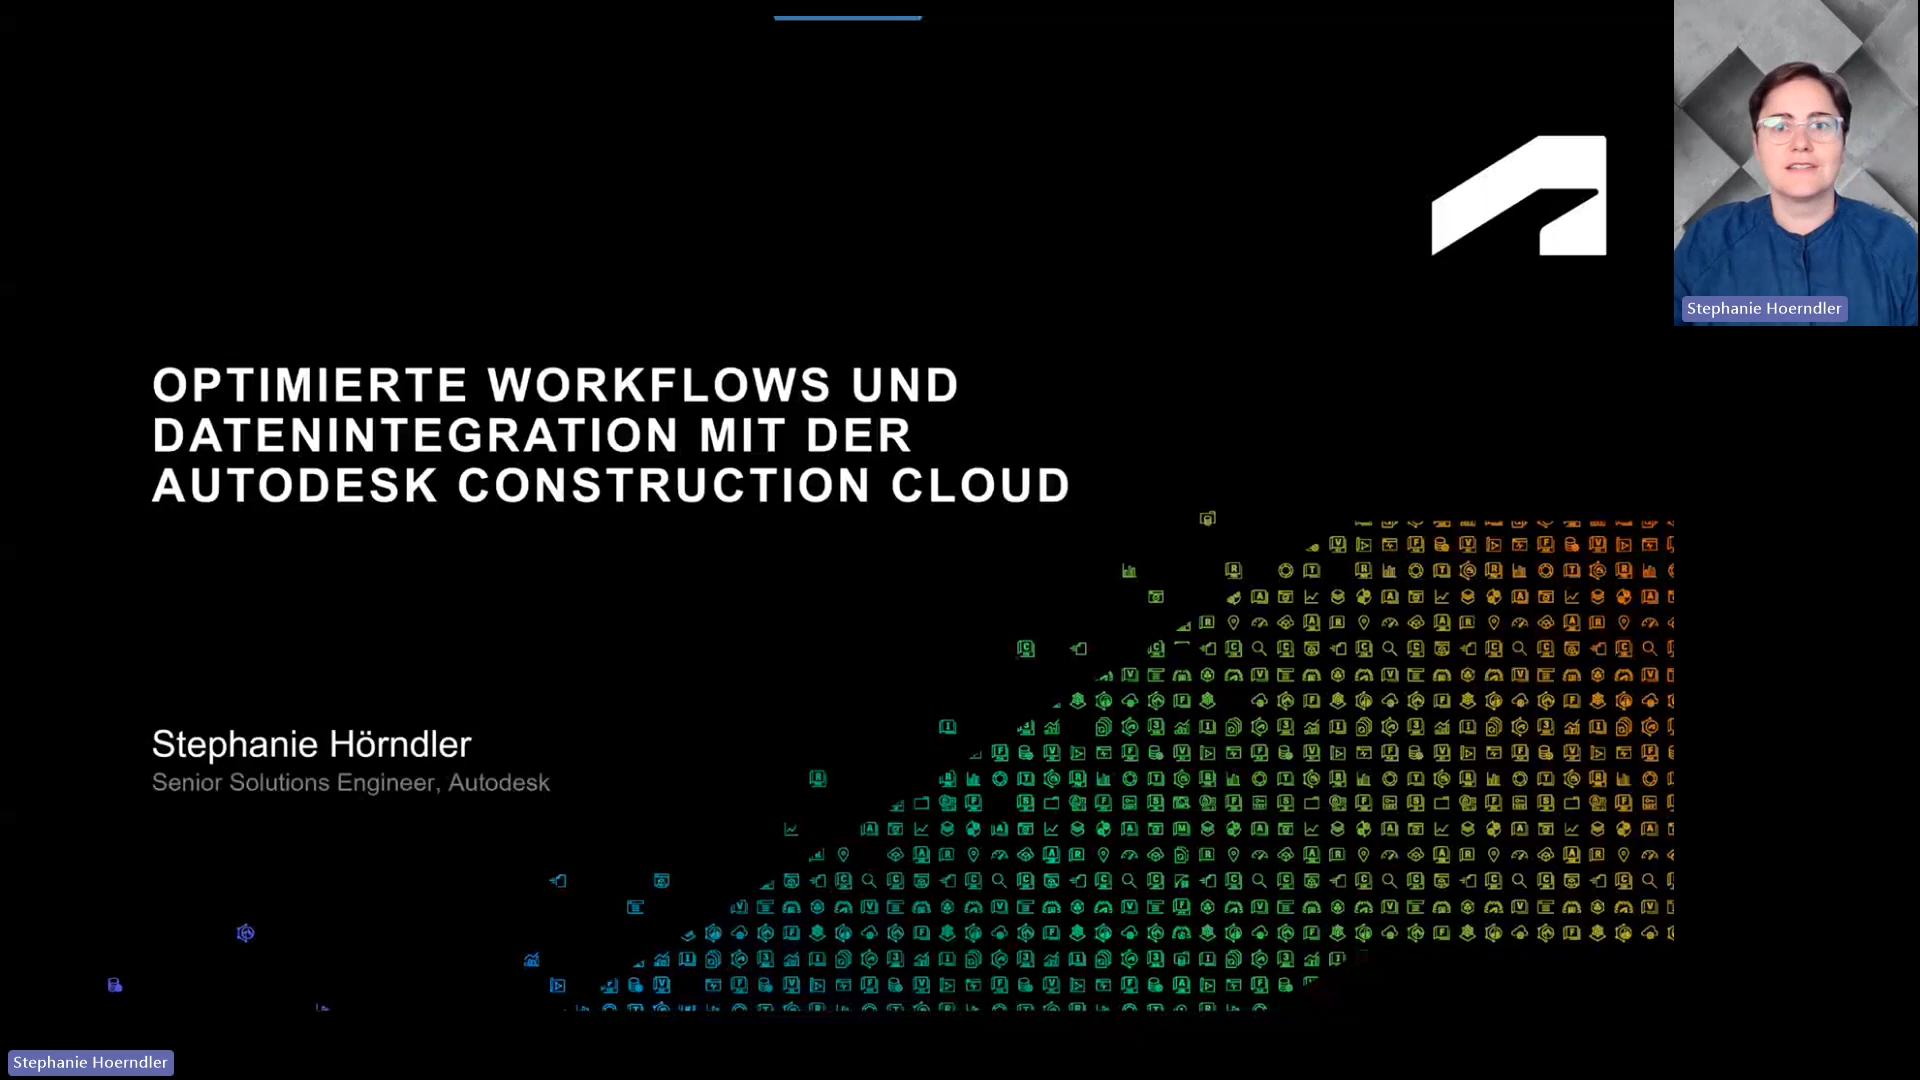 Stephanie Hoerndler
OPTIMIERTE WORKFLOWS UND
DATENINTEGRATION MIT DER
AUTODESK CONSTRUCTION CLOUD
Stephanie Hörndler
Senior Solutions Engineer, Autodesk
Stephanie Hoerndler